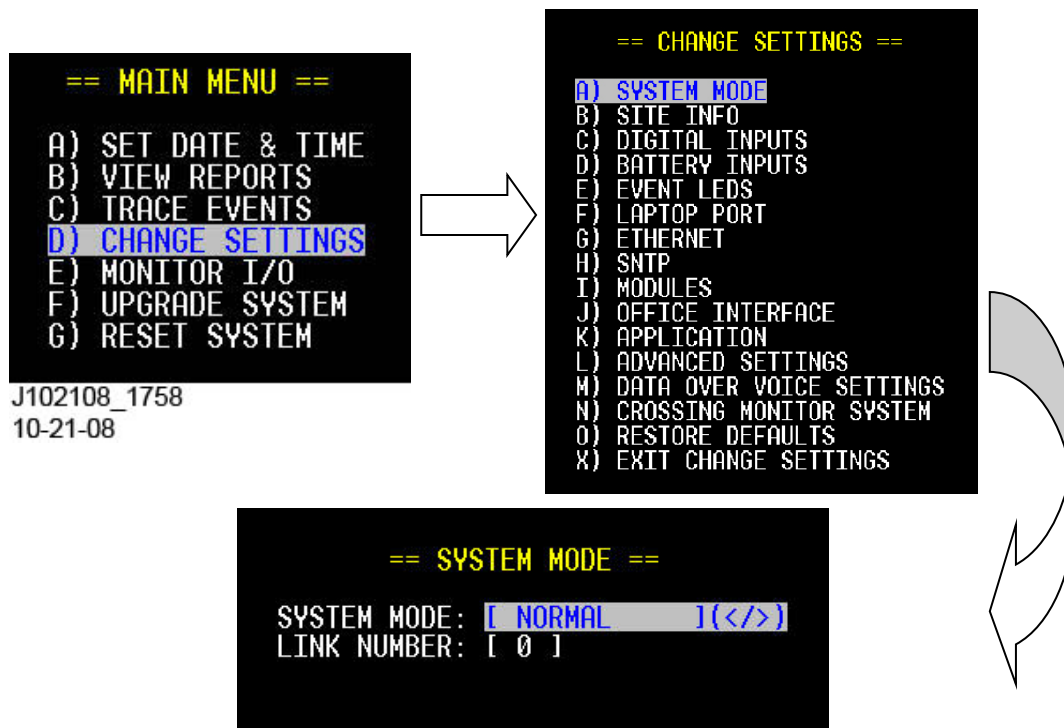 == MAIN MENU ==
A) SET DATE & TIME
B) VIEW REPORTS
C) TRACE EVENTS
D) CHANGE SETTINGS
E) MONITOR I/O
F) UPGRADE SYSTEM
G) RESET SYSTEM
J102108_1758
10-21-08
== CHANGE SETTINGS ==
A) SYSTEM MODE
B) SITE INFO
C) DIGITAL INPUTS
D) BATTERY INPUTS
E) EVENT LEDS
F) LAPTOP PORT
G) ETHERNET
H) SNTP
I) MODULES
J) OFFICE INTERFACE
K) APPLICATION
L) ADVANCED SETTINGS
M) DATA OVER VOICE SETTINGS
N) CROSSING MONITOR SYSTEM
O) RESTORE DEFAULTS
X) EXIT CHANGE SETTINGS
== SYSTEM MODE ==
SYSTEM MODE: [ NORMAL ](</>)
LINK NUMBER: [ 0 ]